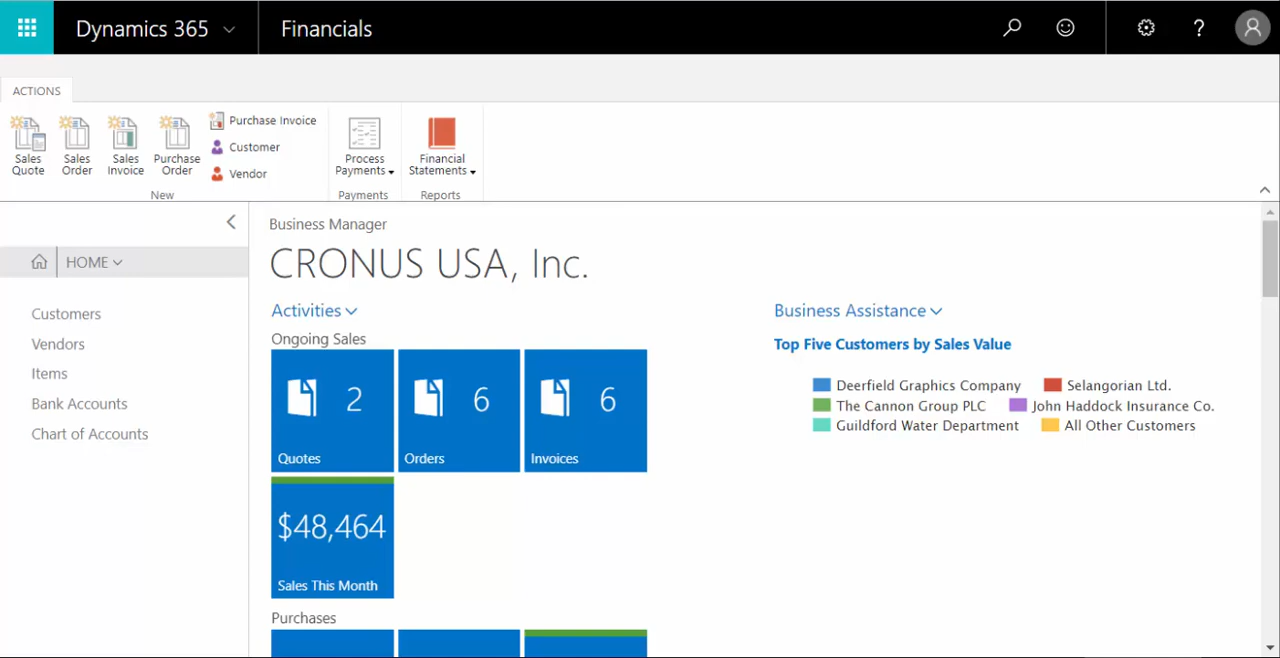 Dynamics 365 Financials ?
ACTIONS
Sales Quote
Sales Order
Sales Invoice
Purchase Order
Purchase Invoice
Customer
Vendor
New
Process Payments
Payments
Financial Statements
Reports
HOME
Customers
Vendors
Items
Bank Accounts
Chart of Accounts
Business Manager
CRONUS USA, Inc.
Activities
Ongoing Sales
2
Quotes
6
Orders
6
Invoices
$48,464
Sales This Month
Purchases
Business Assistance
Top Five Customers by Sales Value
Deerfield Graphics Company
Selangorian Ltd.
The Cannon Group PLC
John Haddock Insurance Co.
Guildford Water Department
All Other Customers